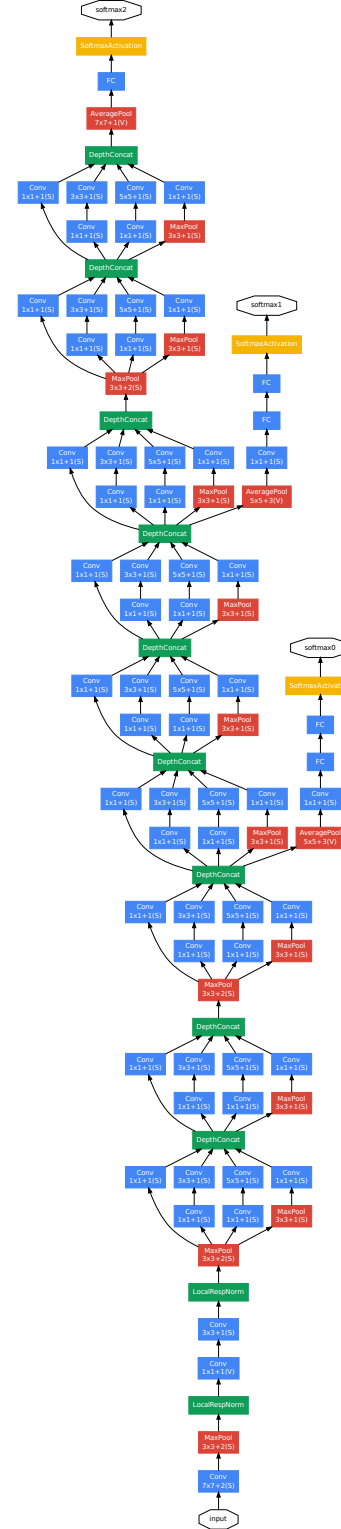 softmax2
SoftmaxActivation
FC
AveragePool
7x7+1(V)
DepthConcat
Conv
1x1+1(S)
Conv
3x3+1(S)
Conv
5x5+1(S)
Conv
1x1+1(S)
Conv
1x1+1(S)
Conv
1x1+1(S)
MaxPool
3x3+1(S)
DepthConcat
Conv
1x1+1(S)
Conv
3x3+1(S)
Conv
5x5+1(S)
Conv
1x1+1(S)
softmax1
Conv
1x1+1(S)
Conv
1x1+1(S)
MaxPool
3x3+1(S)
SoftmaxActivation
MaxPool
3x3+2(S)
FC
DepthConcat
FC
Conv
1x1+1(S)
Conv
3x3+1(S)
Conv
5x5+1(S)
Conv
1x1+1(S)
Conv
1x1+1(S)
Conv
1x1+1(S)
Conv
1x1+1(S)
MaxPool
3x3+1(S)
AveragePool
5x5+3(V)
DepthConcat
Conv
1x1+1(S)
Conv
3x3+1(S)
Conv
5x5+1(S)
Conv
1x1+1(S)
Conv
1x1+1(S)
Conv
1x1+1(S)
MaxPool
3x3+1(S)
DepthConcat
softmax0
Conv
1x1+1(S)
Conv
3x3+1(S)
Conv
5x5+1(S)
Conv
1x1+1(S)
SoftmaxActivat
Conv
1x1+1(S)
Conv
1x1+1(S)
MaxPool
3x3+1(S)
FC
DepthConcat
FC
Conv
1x1+1(S)
Conv
3x3+1(S)
Conv
5x5+1(S)
Conv
1x1+1(S)
Conv
1x1+1(S)
Conv
1x1+1(S)
Conv
1x1+1(S)
MaxPool
3x3+1(S)
AveragePool
5x5+3(V)
DepthConcat
Conv
1x1+1(S)
Conv
3x3+1(S)
Conv
5x5+1(S)
Conv
1x1+1(S)
Conv
1x1+1(S)
Conv
1x1+1(S)
MaxPool
3x3+1(S)
MaxPool
3x3+2(S)
DepthConcat
Conv
1x1+1(S)
Conv
3x3+1(S)
Conv
5x5+1(S)
Conv
1x1+1(S)
Conv
1x1+1(S)
Conv
1x1+1(S)
MaxPool
3x3+1(S)
DepthConcat
Conv
1x1+1(S)
Conv
3x3+1(S)
Conv
5x5+1(S)
Conv
1x1+1(S)
Conv
1x1+1(S)
Conv
1x1+1(S)
MaxPool
3x3+1(S)
MaxPool
3x3+2(S)
LocalRespNorm
Conv
3x3+1(S)
Conv
1x1+1(V)
LocalRespNorm
MaxPool
3x3+2(S)
Conv
7x7+2(S)
input